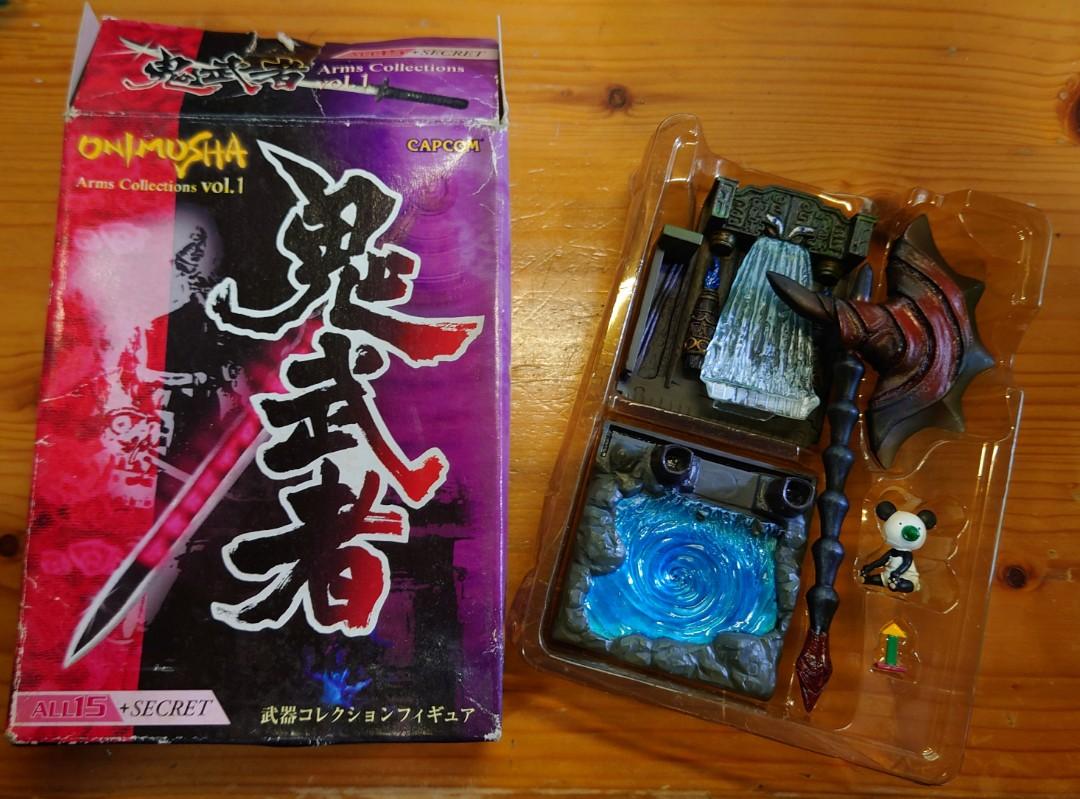 ALL15 +SECRET
鬼武者
Arms Collections
vol.1
ONIMUSHA
CAPCOM
Arms Collections vol.1
鬼武者
ALL15 +SECRET
武器コレクションフィギュア